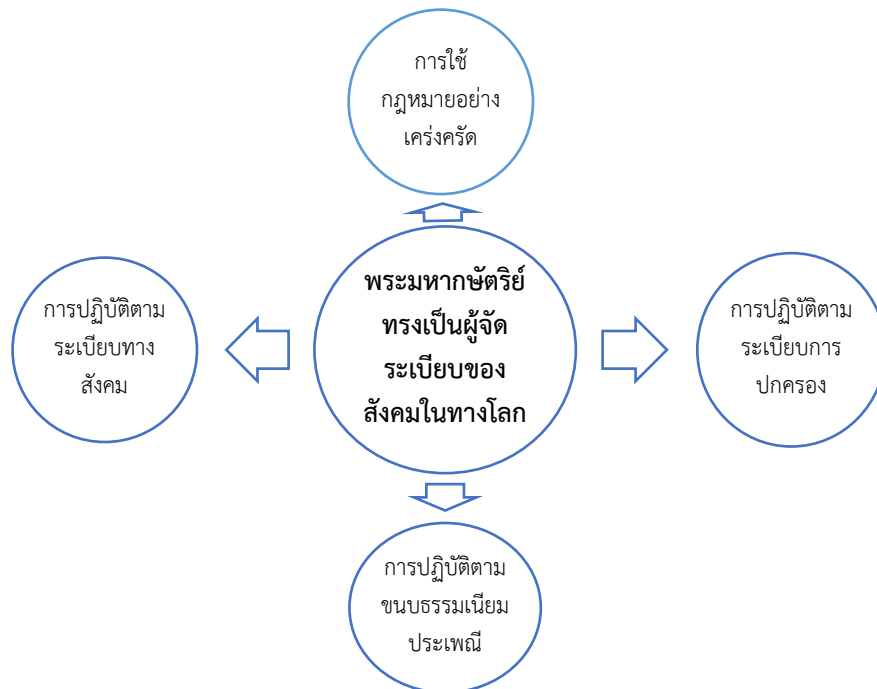 การใช้
กฎหมายอย่าง
เคร่งครัด
พระมหากษัตริย์
ทรงเป็นผู้จัด
ระเบียบของ
สังคมในทางโลก
การปฏิบัติตาม
ระเบียบทาง
สังคม
การปฏิบัติตาม
ระเบียบการ
ปกครอง
การปฏิบัติตาม
ขนบธรรมเนียม
ประเพณี